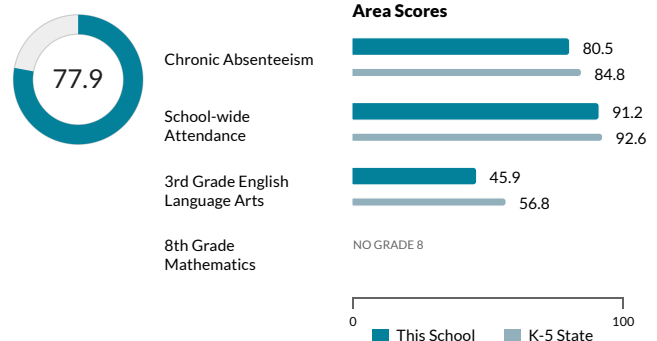 Area Scores
77.9
Chronic Absenteeism
80.5
84.8
School-wide
Attendance
91.2
92.6
3rd Grade English
Language Arts
45.9
56.8
8th Grade
Mathematics
NO GRADE 8
0
100
This School
K-5 State